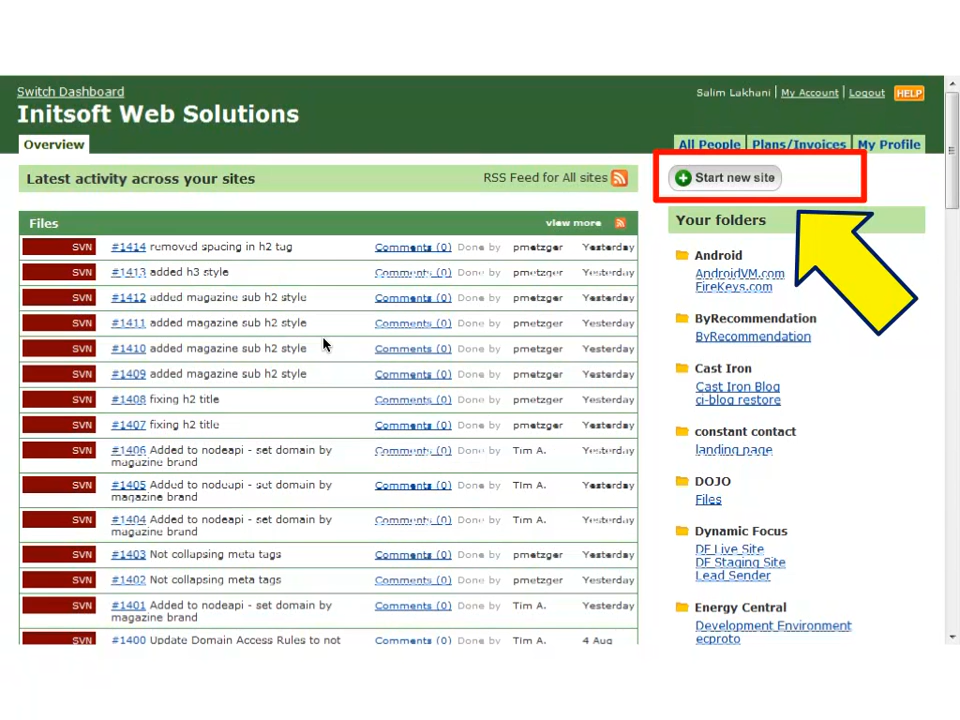 Switch Dashboard
Initsoft Web Solutions
Salim Lakhani | My Account | Logout HELP
Overview
All People Plans/Invoices My Profile
Latest activity across your sites
RSS Feed for All sites
Start new site
Files view more
SVN #1414 removed spacing in h2 tag Comments (0) Done by pmetzger Yesterday
SVN #1413 added h3 style Comments (0) Done by pmetzger Yesterday
SVN #1412 added magazine sub h2 style Comments (0) Done by pmetzger Yesterday
SVN #1411 added magazine sub h2 style Comments (0) Done by pmetzger Yesterday
SVN #1410 added magazine sub h2 style Comments (0) Done by pmetzger Yesterday
SVN #1409 added magazine sub h2 style Comments (0) Done by pmetzger Yesterday
SVN #1408 fixing h2 title Comments (0) Done by pmetzger Yesterday
SVN #1407 fixing h2 title Comments (0) Done by pmetzger Yesterday
SVN #1406 Added to nodeapi - set domain by Comments (0) Done by Tim A. Yesterday
magazine brand
SVN #1405 Added to nodeapi - set domain by Comments (0) Done by Tim A. Yesterday
magazine brand
SVN #1404 Added to nodeapi - set domain by Comments (0) Done by Tim A. Yesterday
magazine brand
SVN #1403 Not collapsing meta tags Comments (0) Done by pmetzger Yesterday
SVN #1402 Not collapsing meta tags Comments (0) Done by pmetzger Yesterday
SVN #1401 Added to nodeapi - set domain by Comments (0) Done by Tim A. Yesterday
magazine brand
SVN #1400 Update Domain Access Rules to not Comments (0) Done by Tim A. 4 Aug
Your folders
Android
AndroidVM.com
FireKeys.com
ByRecommendation
ByRecommendation
Cast Iron
Cast Iron Blog
ci-blog restore
constant contact
landing page
DOJO
Files
Dynamic Focus
DF Live Site
DF Staging Site
Lead Sender
Energy Central
Development Environment
ecproto